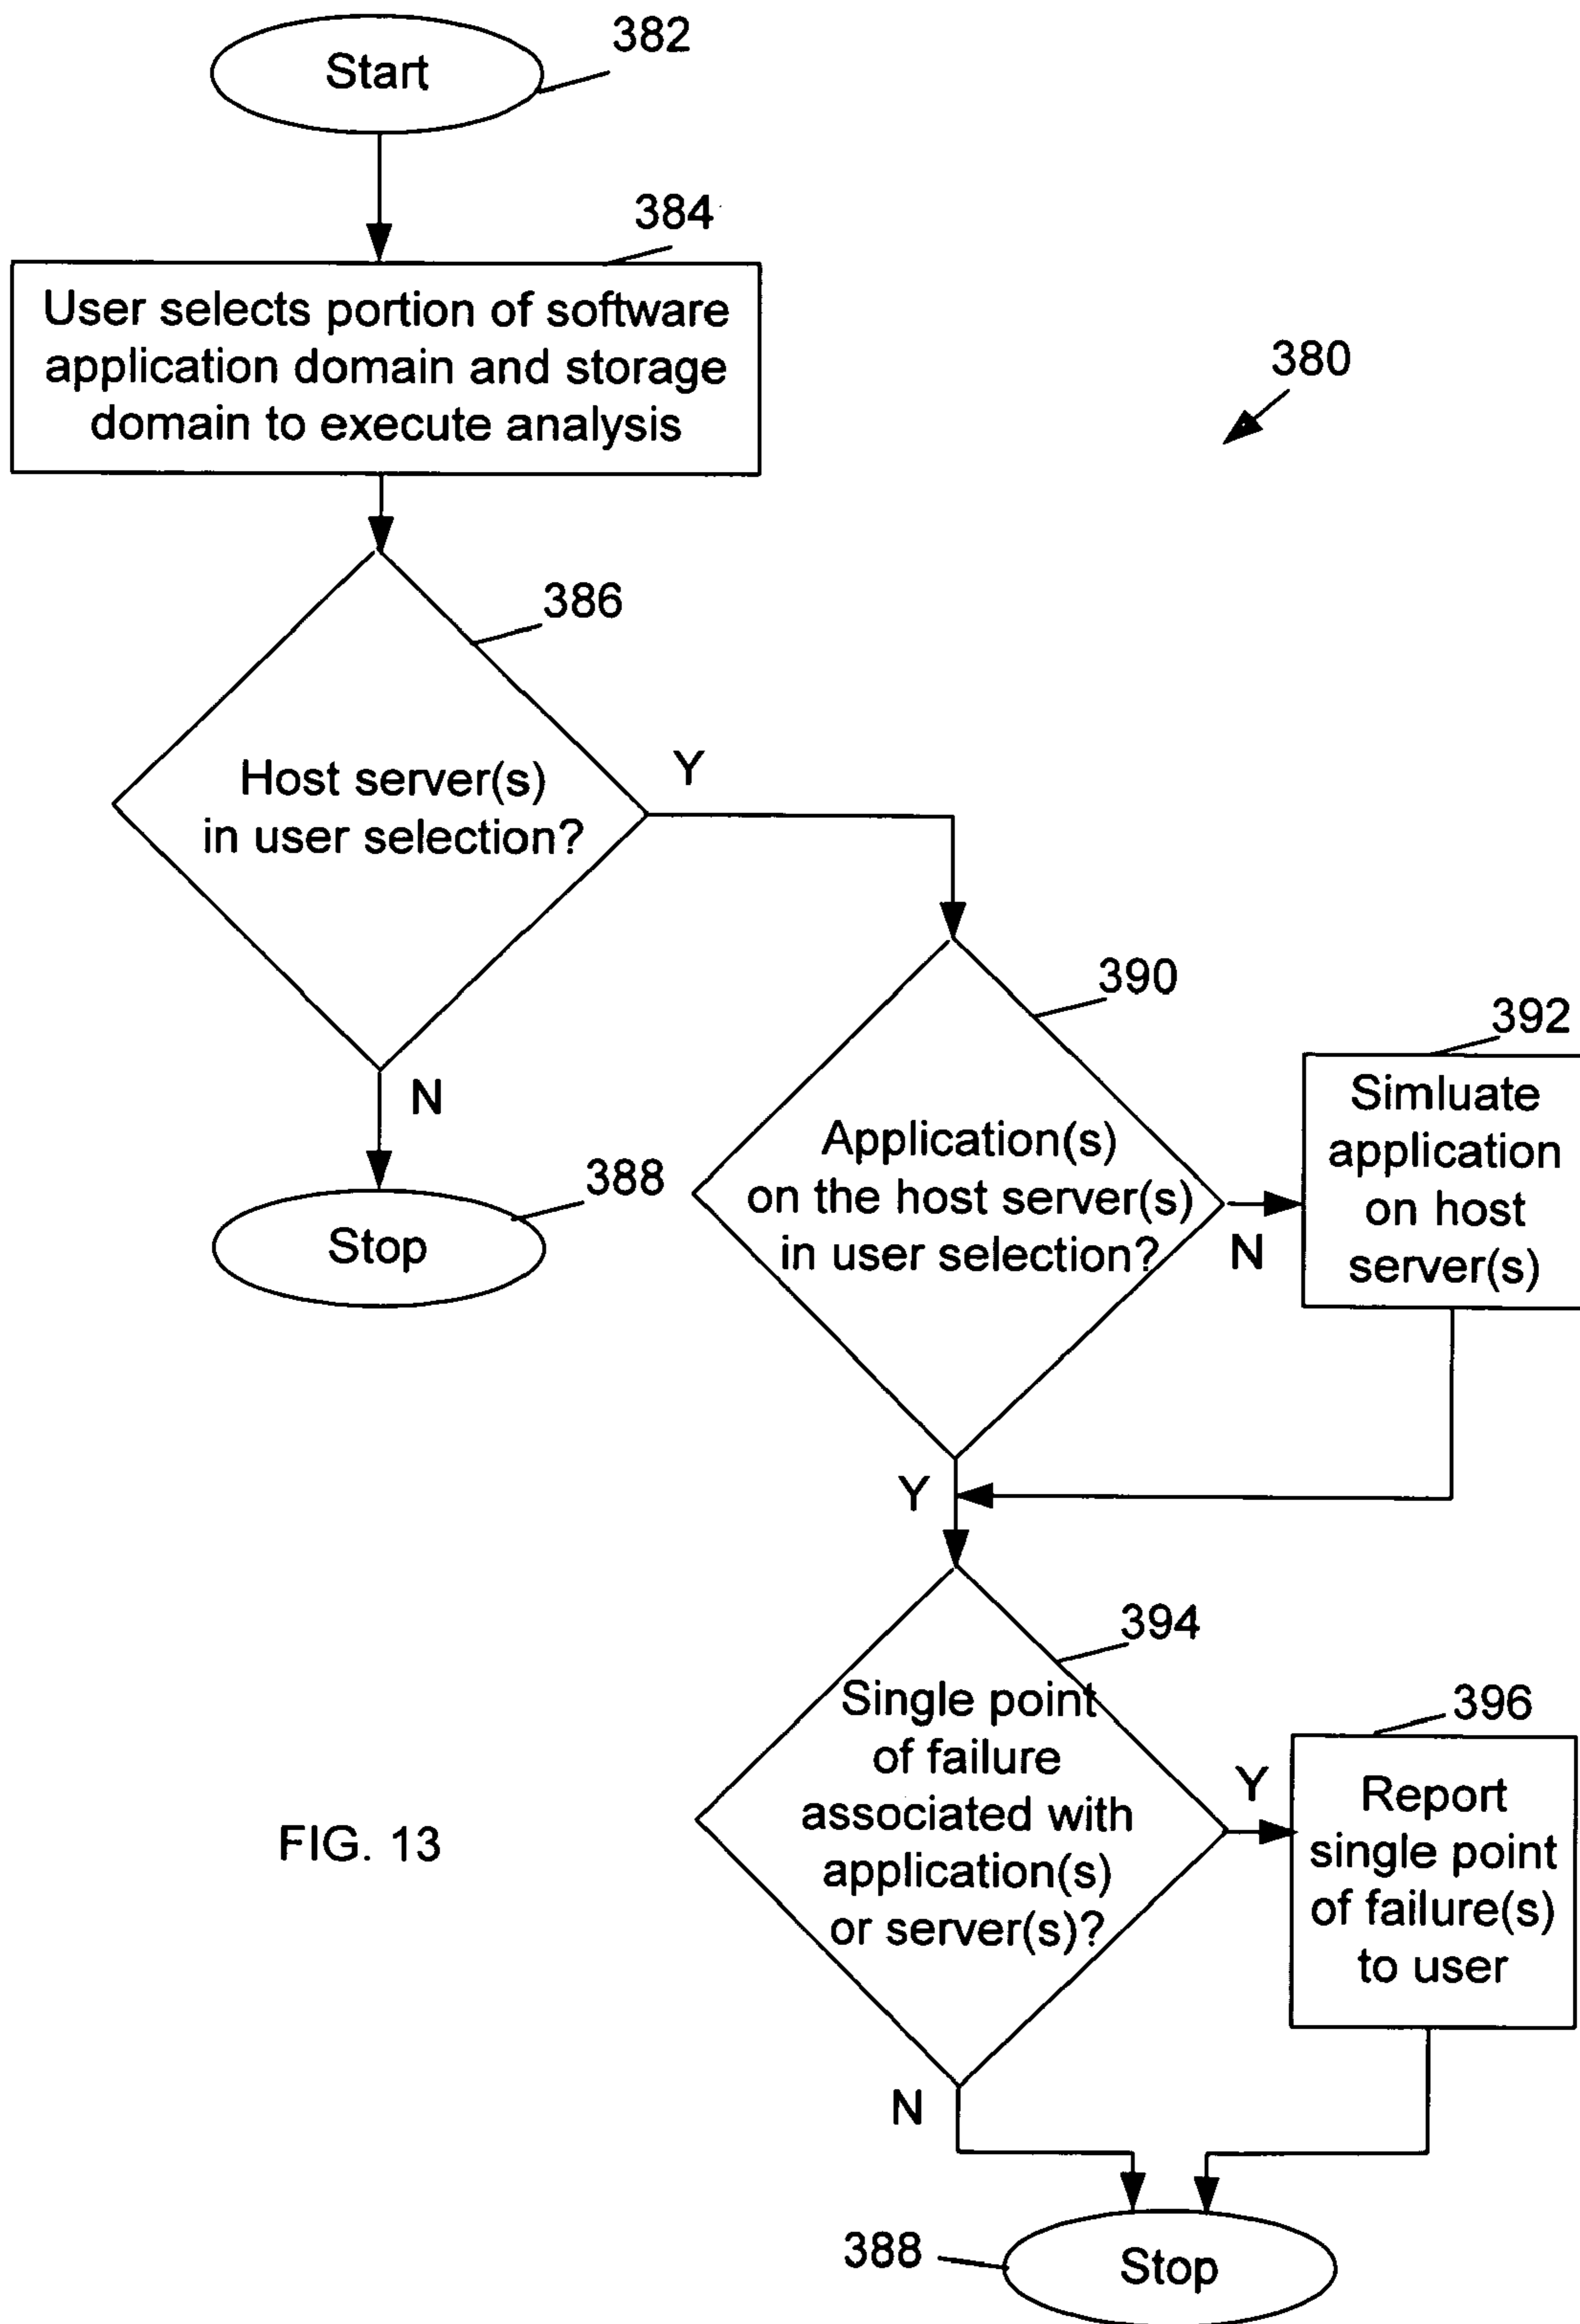 382
Start
384
User selects portion of software
application domain and storage
domain to execute analysis
380
386
Host server(s)
in user selection?
Y
N
388
Stop
390
Application(s)
on the host server(s)
in user selection?
N
392
Simluate
application
on host
server(s)
Y
394
Single point
of failure
associated with
application(s)
or server(s)?
Y
396
Report
single point
of failure(s)
to user
FIG. 13
N
388
Stop